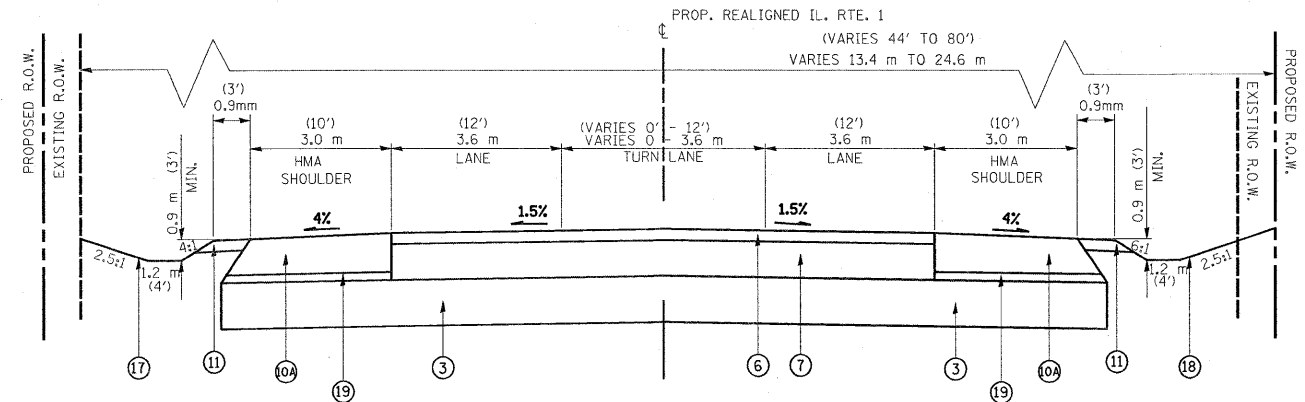 PROP. REALIGNED IL. RTE. 1
℄
(VARIES 44' TO 80')
VARIES 13.4 m TO 24.6 m
PROPOSED R.O.W.
EXISTING R.O.W.
EXISTING R.O.W.
PROPOSED R.O.W.
(3')
0.9mm
(10')
3.0 m
HMA
SHOULDER
(12')
3.6 m
LANE
(VARIES 0' - 12')
VARIES 0 - 3.6 m
TURN LANE
(12')
3.6 m
LANE
(10')
3.0 m
HMA
SHOULDER
(3')
0.9mm
0.9 m (3')
MIN.
0.9 m (3')
MIN.
4%
1.5%
1.5%
4%
2.5:1
1.2 m
(4')
4:1
6:1
1.2 m
(4')
2.5:1
17
11
10A
19
3
6
7
3
19
10A
11
18